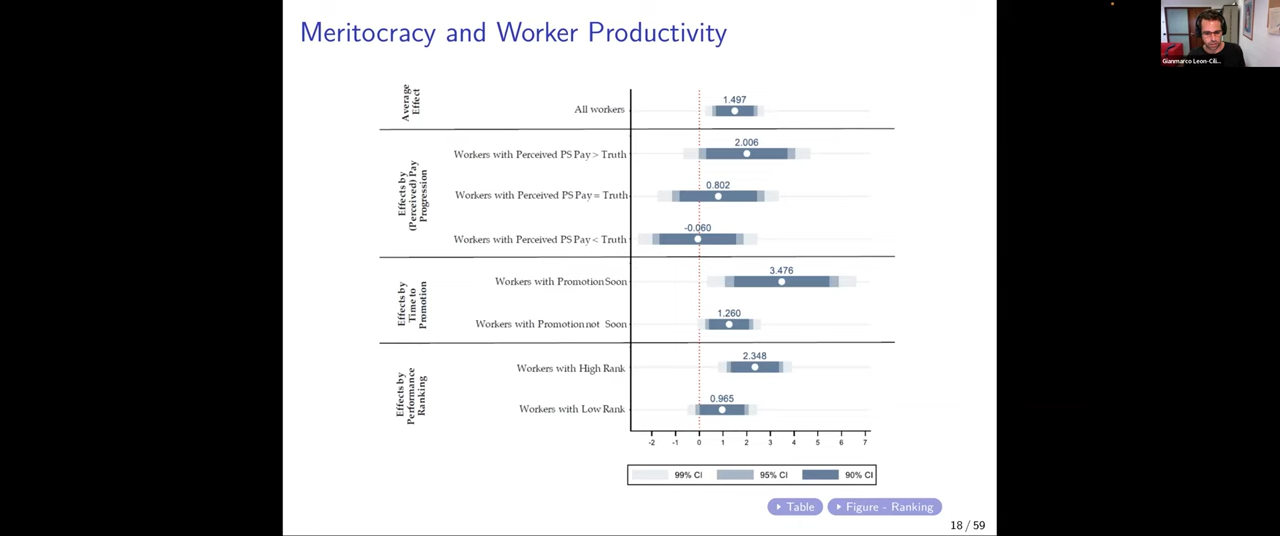 Meritocracy and Worker Productivity
Gianmarco Leon-Cili...
Average
Effect
All workers
1.497
Effects by
(Perceived) Pay
Progression
Workers with Perceived PS Pay > Truth
2.006
Workers with Perceived PS Pay = Truth
0.802
Workers with Perceived PS Pay < Truth
-0.060
Effects by
Time to
Promotion
Workers with Promotion Soon
3.476
Workers with Promotion not Soon
1.260
Effects by
Performance
Ranking
Workers with High Rank
2.348
Workers with Low Rank
0.965
-2 -1 0 1 2 3 4 5 6 7
99% CI 95% CI 90% CI
Table Figure - Ranking
18 / 59